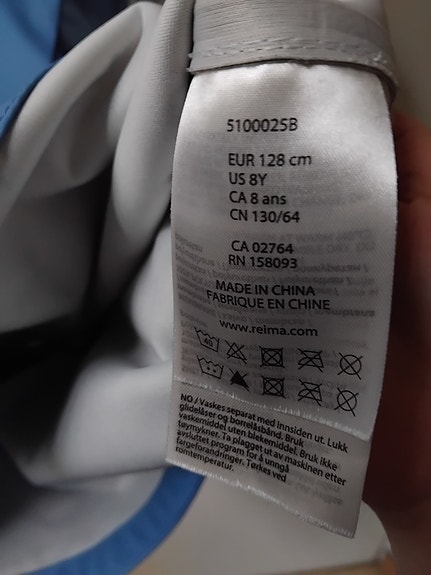 5100025B
EUR 128 cm
US 8Y
CA 8 ans
CN 130/64
CA 02764
RN 158093
MADE IN CHINA
FABRIQUE EN CHINE
www.reima.com
40
NO / Vaskes separat med innsiden ut. Lukk
glidelåser og borrelåsbånd. Bruk
vaskemiddel uten blekemiddel. Bruk ikke
tøymykner. Ta plagget ut av maskinen etter
avsluttet program for å unngå
fargeforandringer. Tørkes ved
romtemperatur.